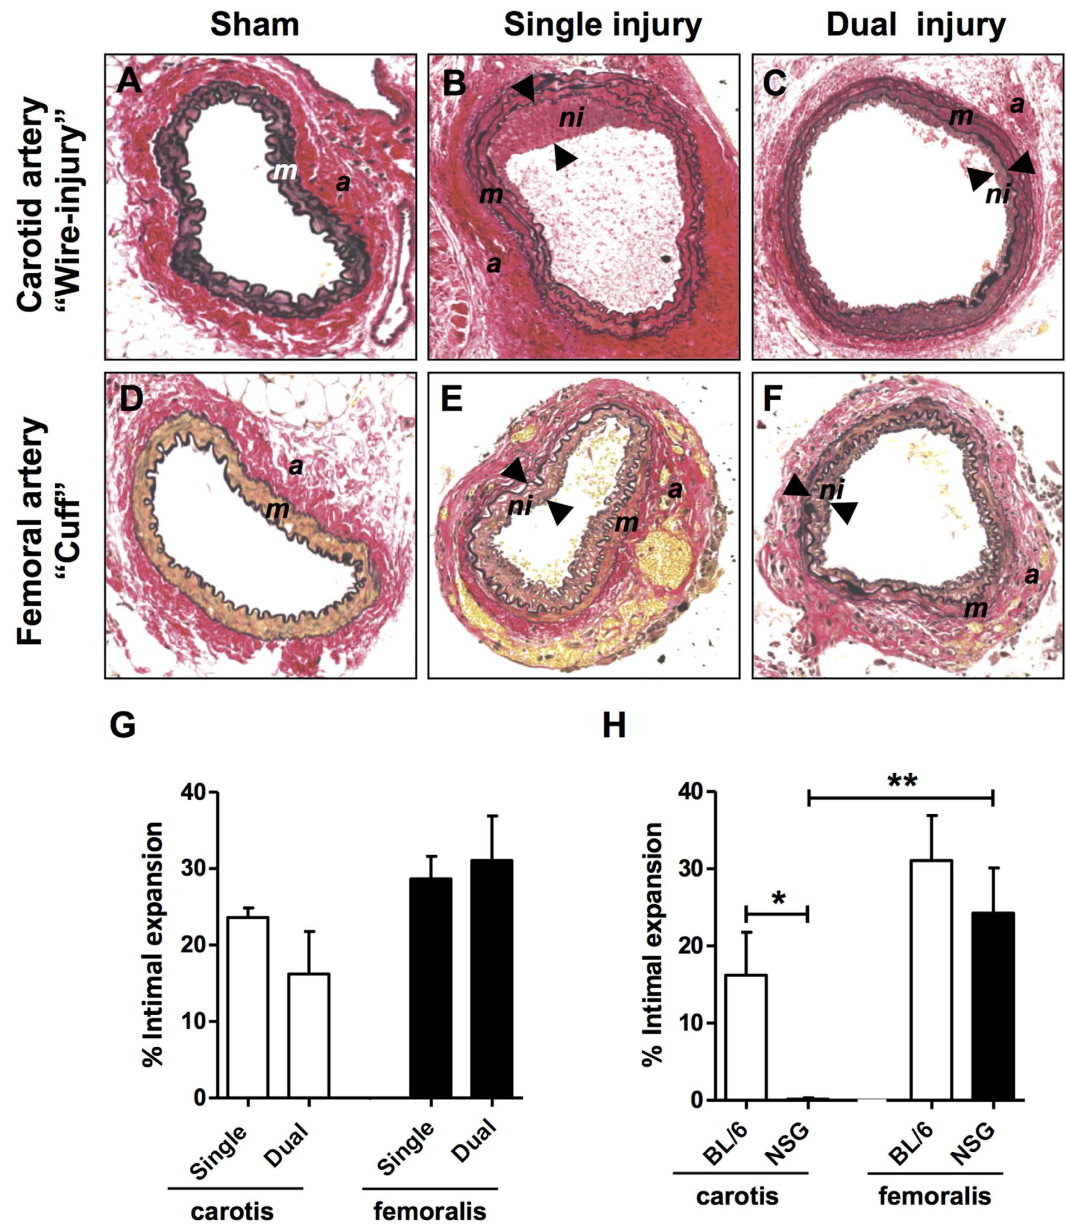 Sham
Single injury
Dual injury
Carotid artery
“Wire-injury”
A
m
a
B
ni
m
a
C
m
a
ni
Femoral artery
“Cuff”
D
a
m
E
ni
a
m
F
ni
a
m
G
% Intimal expansion
40
30
20
10
0
Single
Dual
Single
Dual
carotis
femoralis
H
% Intimal expansion
40
30
20
10
0
*
**
BL/6
NSG
BL/6
NSG
carotis
femoralis